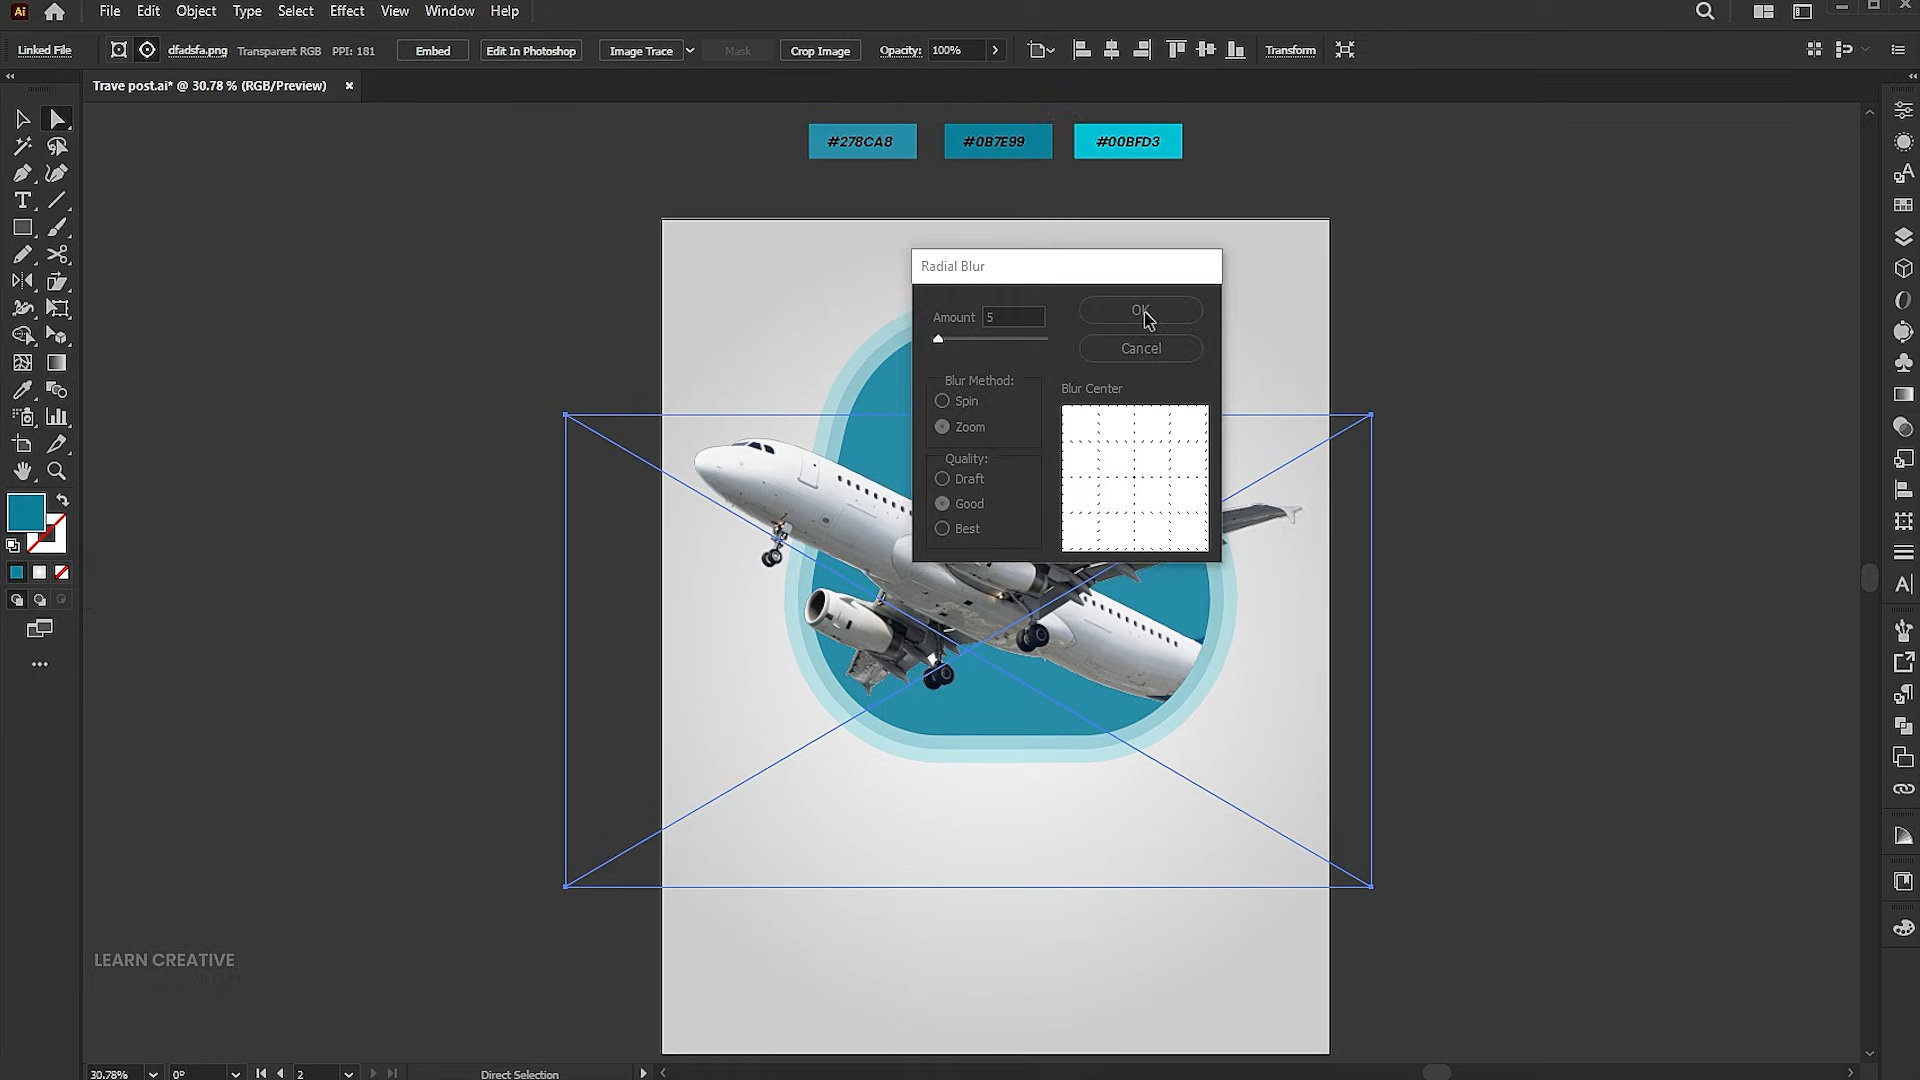 Ai File Edit Object Type Select Effect View Window Help
Linked File dfadsfa.png Transparent RGB PPI: 181 Embed Edit In Photoshop Image Trace Mask Crop Image Opacity: 100% Transform
Trave post.ai* @ 30.78 % (RGB/Preview)
#278CA8 #0B7E99 #00BFD3
Radial Blur
Amount 5 OK
Cancel
Blur Method: Blur Center
Spin
Zoom
Quality:
Draft
Good
Best
LEARN CREATIVE
30.78% 0° 2 Direct Selection